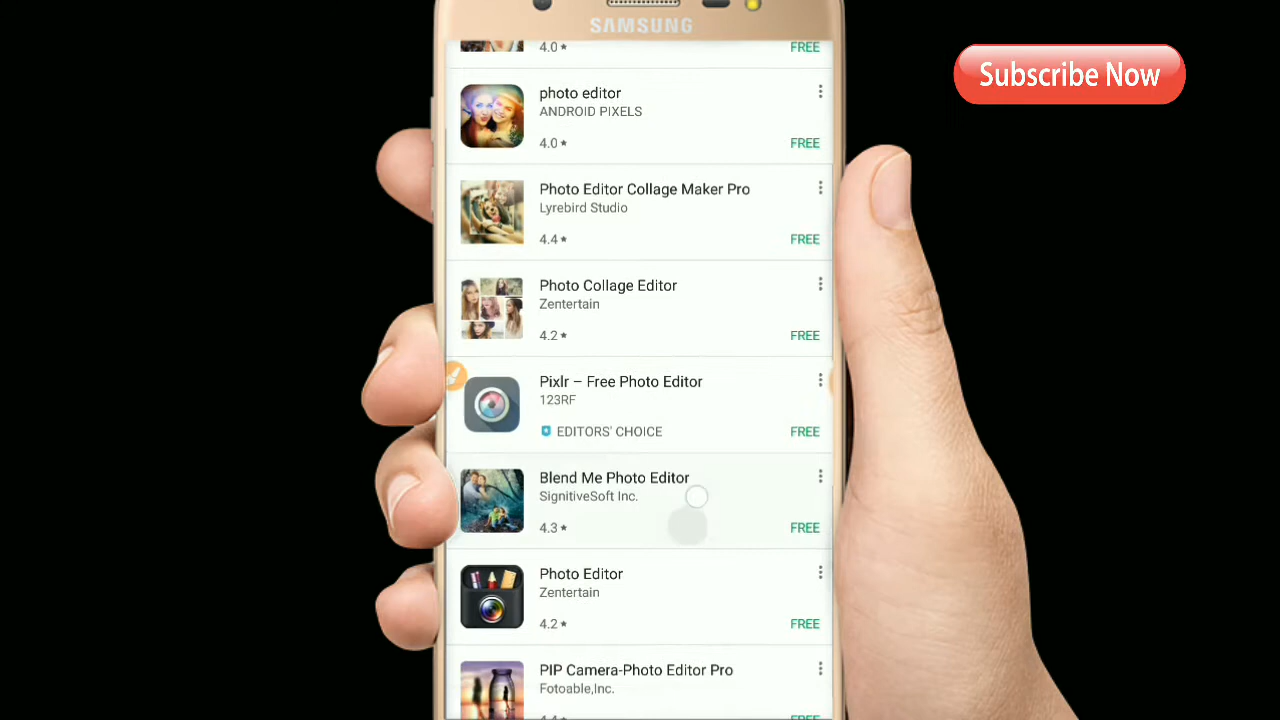 SAMSUNG
Subscribe Now
4.0 ★
FREE
photo editor
ANDROID PIXELS
4.0 ★
FREE
Photo Editor Collage Maker Pro
Lyrebird Studio
4.4 ★
FREE
Photo Collage Editor
Zentertain
4.2 ★
FREE
Pixlr – Free Photo Editor
123RF
EDITORS' CHOICE
FREE
Blend Me Photo Editor
SignitiveSoft Inc.
4.3 ★
FREE
Photo Editor
Zentertain
4.2 ★
FREE
PIP Camera-Photo Editor Pro
Fotoable,Inc.
4.4 ★
FREE